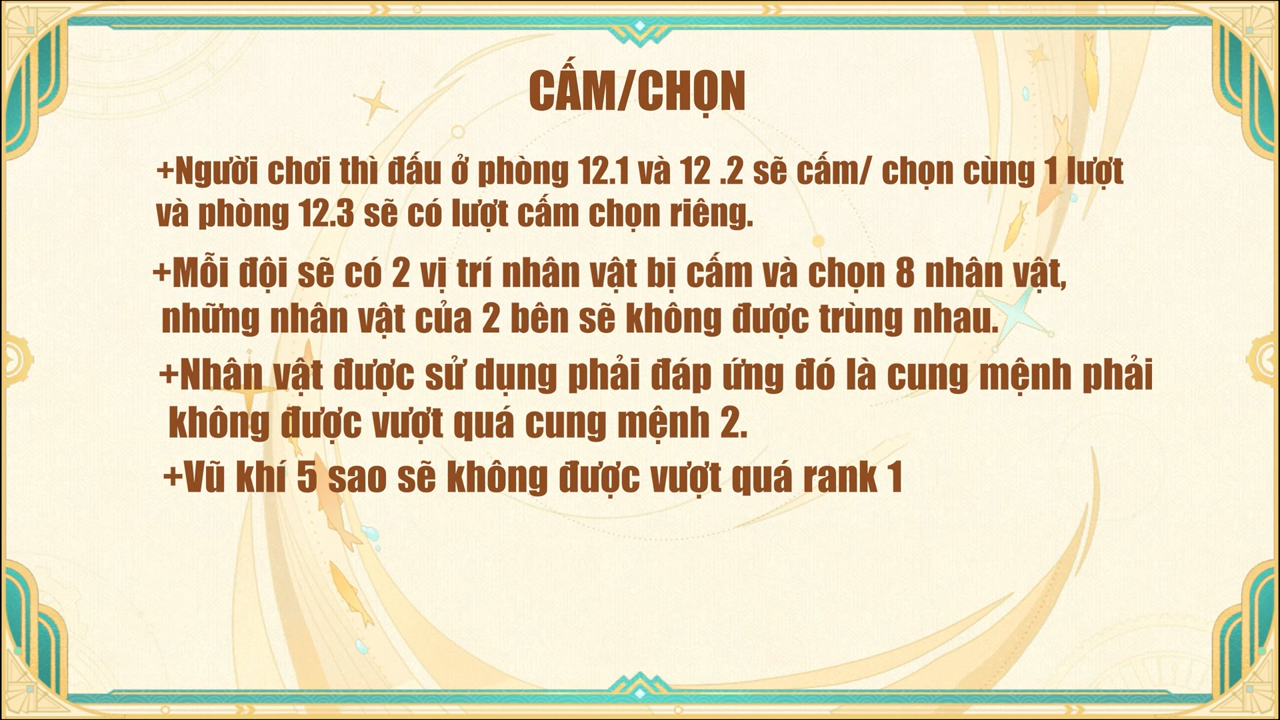 CẤM/CHỌN
+Người chơi thì đấu ở phòng 12.1 và 12 .2 sẽ cấm/ chọn cùng 1 lượt
và phòng 12.3 sẽ có lượt cấm chọn riêng.
+Mỗi đội sẽ có 2 vị trí nhân vật bị cấm và chọn 8 nhân vật,
những nhân vật của 2 bên sẽ không được trùng nhau.
+Nhân vật được sử dụng phải đáp ứng đó là cung mệnh phải
không được vượt quá cung mệnh 2.
+Vũ khí 5 sao sẽ không được vượt quá rank 1